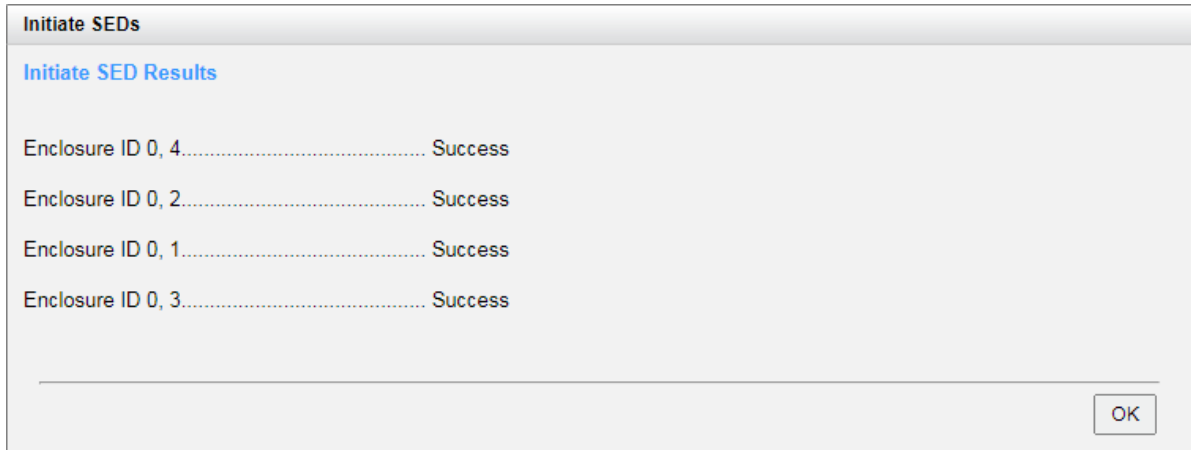 Initiate SEDs
Initiate SED Results
Enclosure ID 0, 4........................................... Success
Enclosure ID 0, 2........................................... Success
Enclosure ID 0, 1........................................... Success
Enclosure ID 0, 3........................................... Success
OK